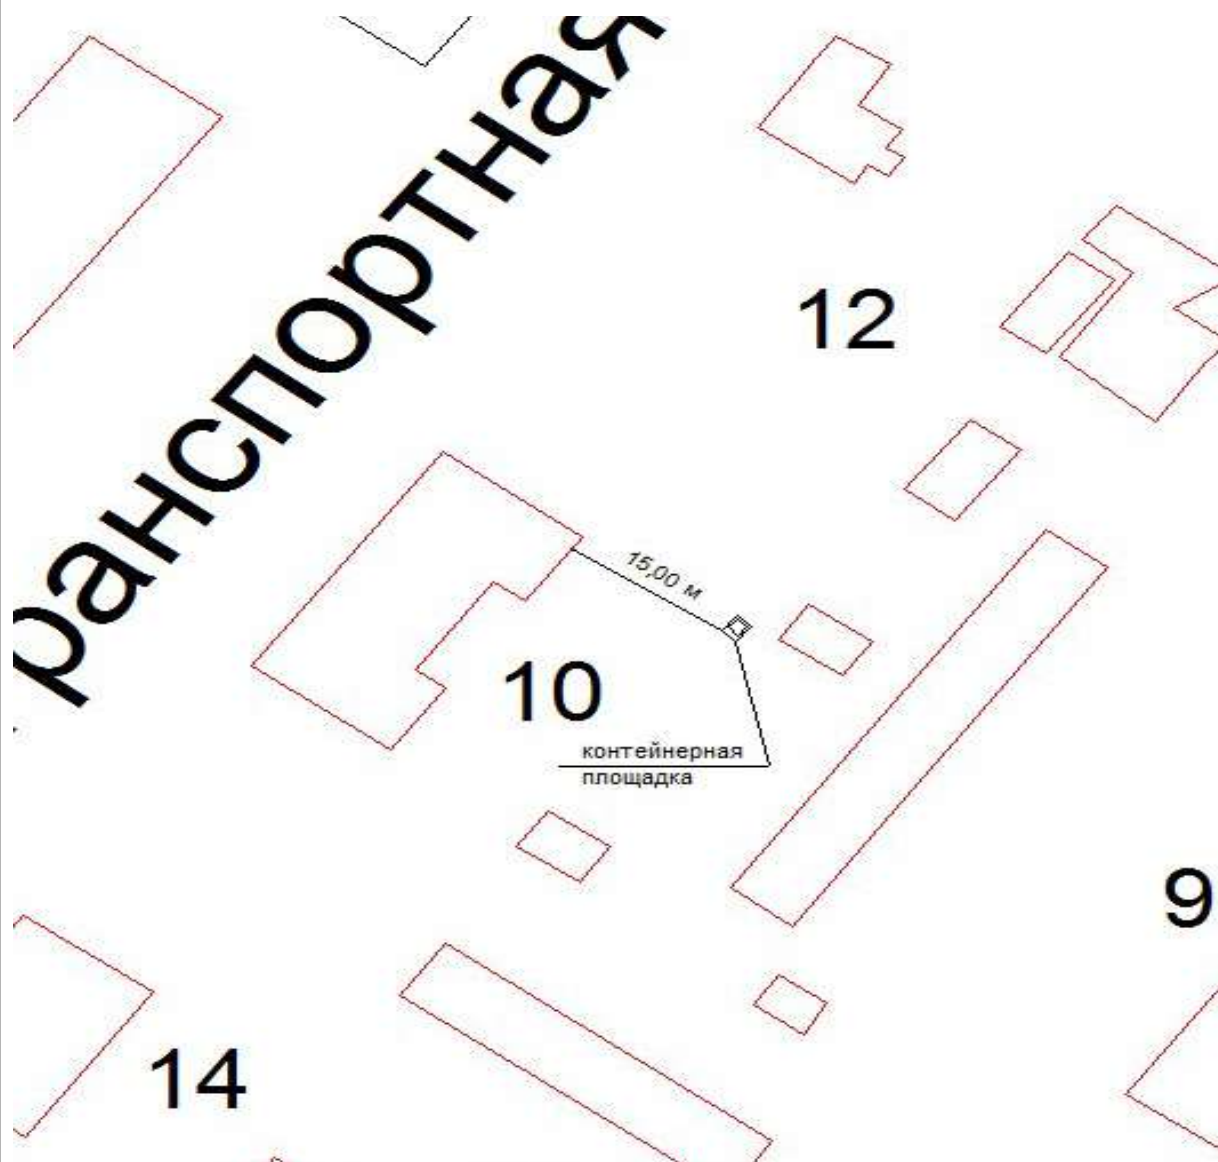 ранспортная
12
15,00 м
10
контейнерная
площадка
9
14